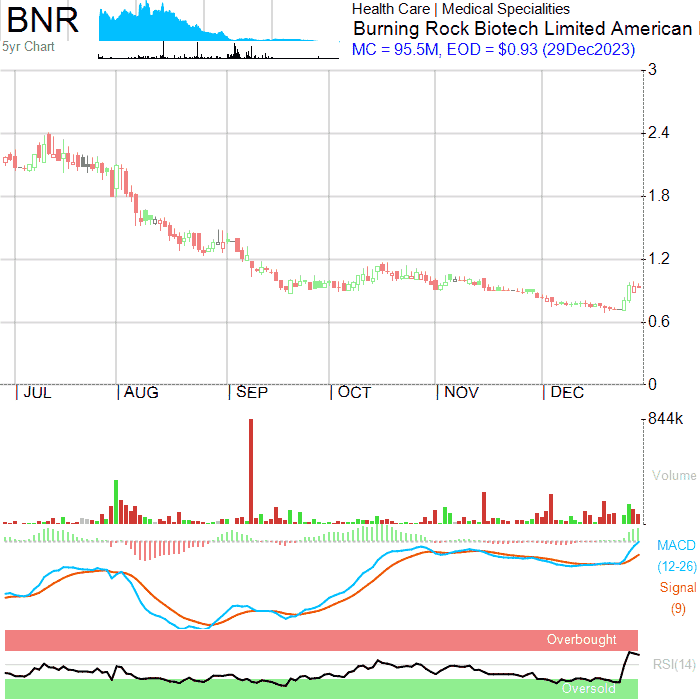 BNR
5yr Chart
Health Care | Medical Specialities
Burning Rock Biotech Limited American
MC = 95.5M, EOD = $0.93 (29Dec2023)
3
2.4
1.8
1.2
0.6
0
JUL AUG SEP OCT NOV DEC
844k
Volume
MACD
(12-26)
Signal
(9)
Overbought
RSI(14)
Oversold